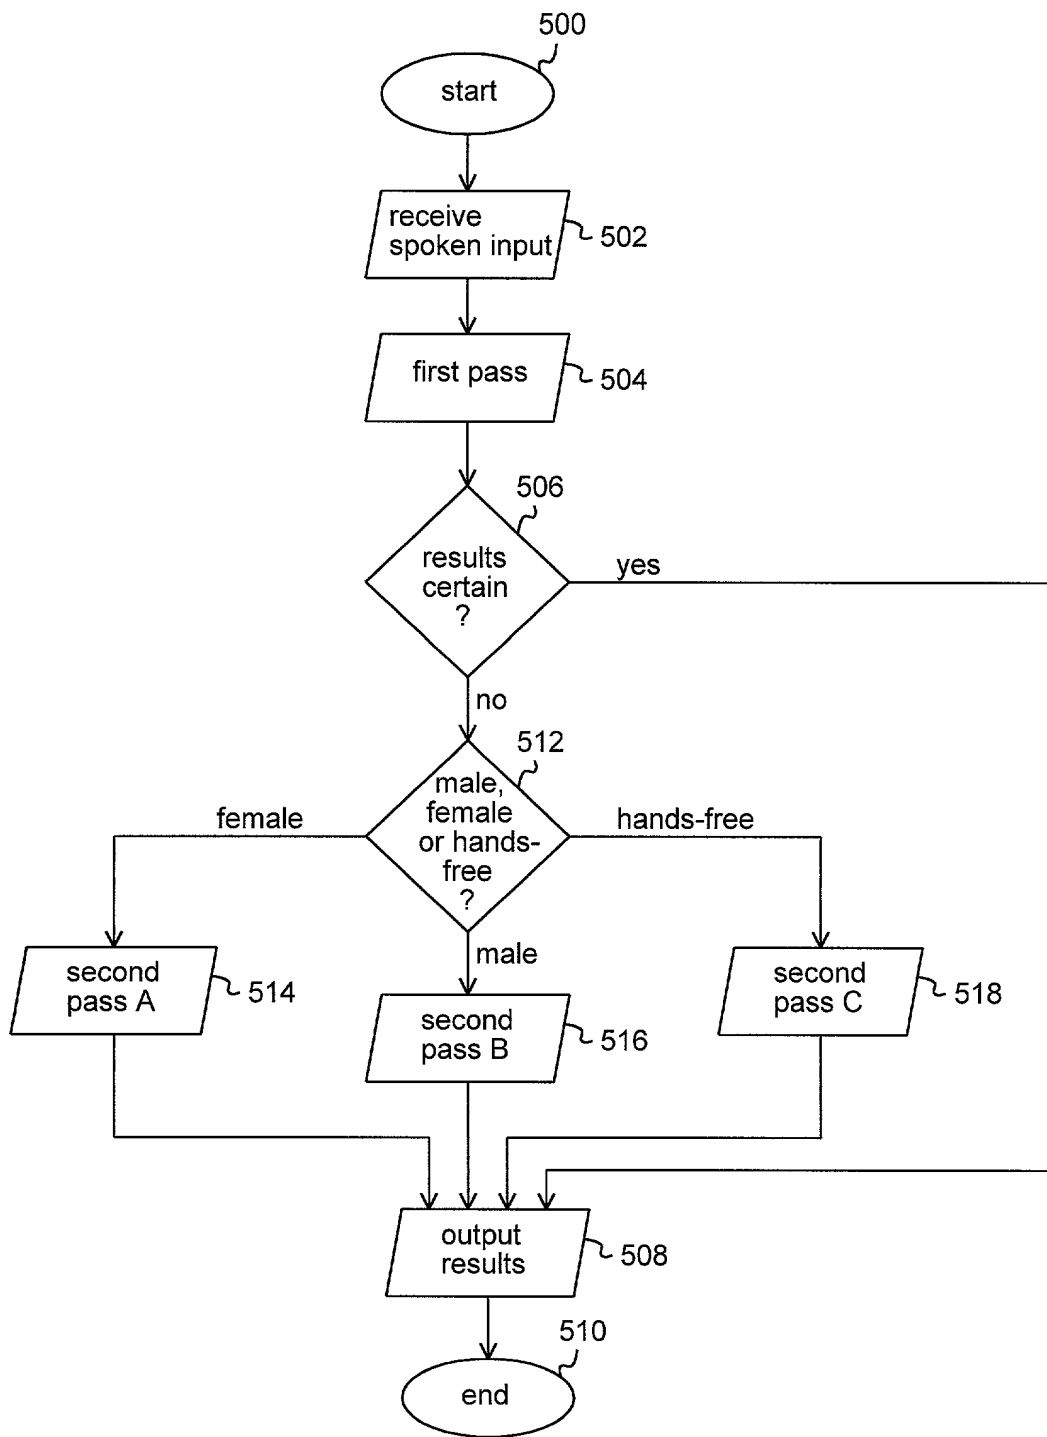 500
start
receive
spoken input
502
first pass
504
506
results
certain
?
yes
no
512
male,
female
or hands-
free
?
female
hands-free
male
second
pass A
514
second
pass B
516
second
pass C
518
output
results
508
510
end